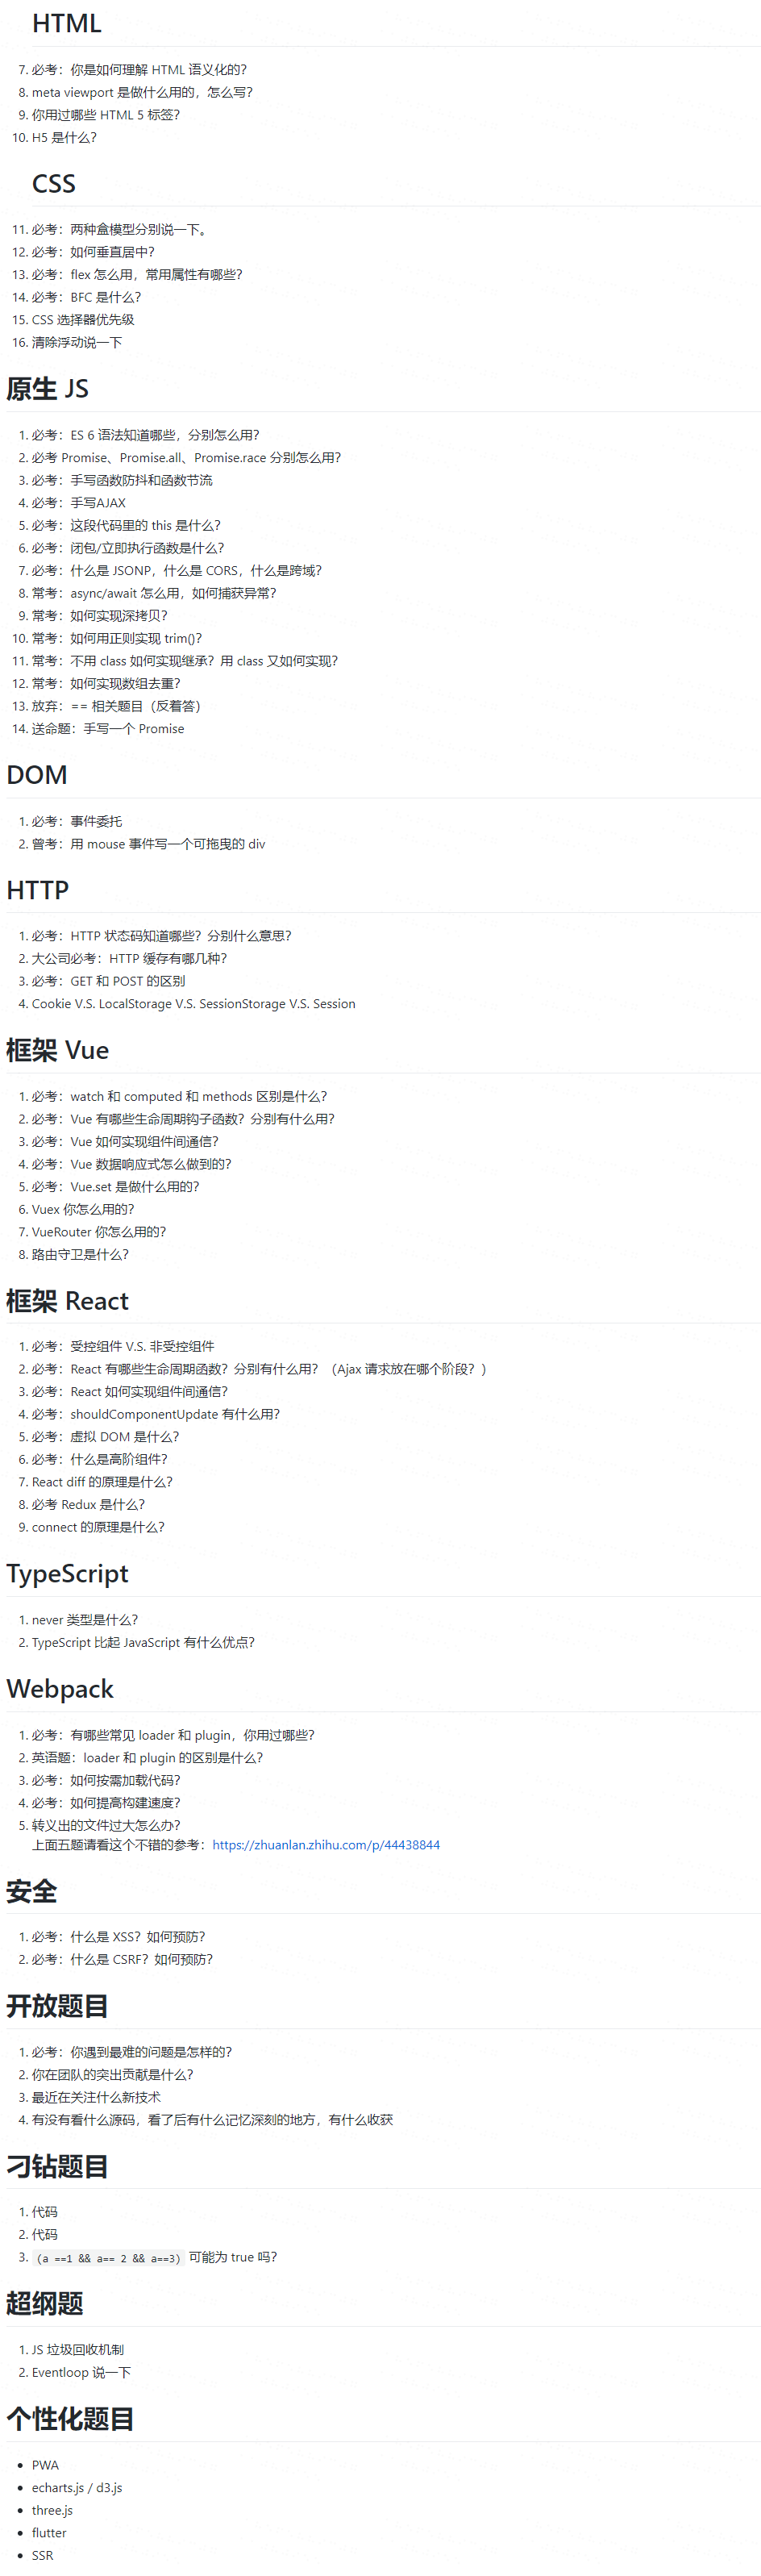 HTML
7. 必考：你是如何理解 HTML 语义化的？
8. meta viewport 是做什么用的，怎么写？
9. 你用过哪些 HTML 5 标签？
10. H5 是什么？
CSS
11. 必考：两种盒模型分别说一下。
12. 必考：如何垂直居中？
13. 必考：flex 怎么用，常用属性有哪些？
14. 必考：BFC 是什么？
15. CSS 选择器优先级
16. 清除浮动说一下
原生 JS
1. 必考：ES 6 语法知道哪些，分别怎么用？
2. 必考 Promise、Promise.all、Promise.race 分别怎么用？
3. 必考：手写函数防抖和函数节流
4. 必考：手写AJAX
5. 必考：这段代码里的 this 是什么？
6. 必考：闭包/立即执行函数是什么？
7. 必考：什么是 JSONP，什么是 CORS，什么是跨域？
8. 常考：async/await 怎么用，如何捕获异常？
9. 常考：如何实现深拷贝？
10. 常考：如何用正则实现 trim()？
11. 常考：不用 class 如何实现继承？用 class 又如何实现？
12. 常考：如何实现数组去重？
13. 放弃：== 相关题目（反着答）
14. 送命题：手写一个 Promise
DOM
1. 必考：事件委托
2. 曾考：用 mouse 事件写一个可拖曳的 div
HTTP
1. 必考：HTTP 状态码知道哪些？分别什么意思？
2. 大公司必考：HTTP 缓存有哪几种？
3. 必考：GET 和 POST 的区别
4. Cookie V.S. LocalStorage V.S. SessionStorage V.S. Session
框架 Vue
1. 必考：watch 和 computed 和 methods 区别是什么？
2. 必考：Vue 有哪些生命周期钩子函数？分别有什么用？
3. 必考：Vue 如何实现组件间通信？
4. 必考：Vue 数据响应式怎么做到的？
5. 必考：Vue.set 是做什么用的？
6. Vuex 你怎么用的？
7. VueRouter 你怎么用的？
8. 路由守卫是什么？
框架 React
1. 必考：受控组件 V.S. 非受控组件
2. 必考：React 有哪些生命周期函数？分别有什么用？（Ajax 请求放在哪个阶段？）
3. 必考：React 如何实现组件间通信？
4. 必考：shouldComponentUpdate 有什么用？
5. 必考：虚拟 DOM 是什么？
6. 必考：什么是高阶组件？
7. React diff 的原理是什么？
8. 必考 Redux 是什么？
9. connect 的原理是什么？
TypeScript
1. never 类型是什么？
2. TypeScript 比起 JavaScript 有什么优点？
Webpack
1. 必考：有哪些常见 loader 和 plugin，你用过哪些？
2. 英语题：loader 和 plugin 的区别是什么？
3. 必考：如何按需加载代码？
4. 必考：如何提高构建速度？
5. 转义出的文件过大怎么办？
上面五题请看这个不错的参考：https://zhuanlan.zhihu.com/p/44438844
安全
1. 必考：什么是 XSS？如何预防？
2. 必考：什么是 CSRF？如何预防？
开放题目
1. 必考：你遇到最难的问题是怎样的？
2. 你在团队的突出贡献是什么？
3. 最近在关注什么新技术
4. 有没有看什么源码，看了后有什么记忆深刻的地方，有什么收获
刁钻题目
1. 代码
2. 代码
3. (a ==1 && a== 2 && a==3) 可能为 true 吗？
超纲题
1. JS 垃圾回收机制
2. Eventloop 说一下
个性化题目
• PWA
• echarts.js / d3.js
• three.js
• flutter
• SSR